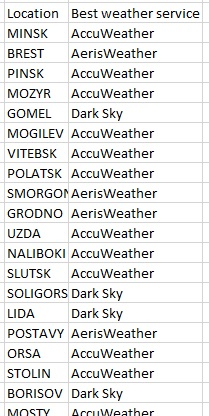 Location Best weather service
MINSK AccuWeather
BREST AerisWeather
PINSK AccuWeather
MOZYR AccuWeather
GOMEL Dark Sky
MOGILEV AccuWeather
VITEBSK AccuWeather
POLATSK AccuWeather
SMORGON AerisWeather
GRODNO AerisWeather
UZDA AccuWeather
NALIBOKI AccuWeather
SLUTSK AccuWeather
SOLIGORS Dark Sky
LIDA Dark Sky
POSTAVY AerisWeather
ORSA AccuWeather
STOLIN AccuWeather
BORISOV Dark Sky
MOSTY AccuWeather